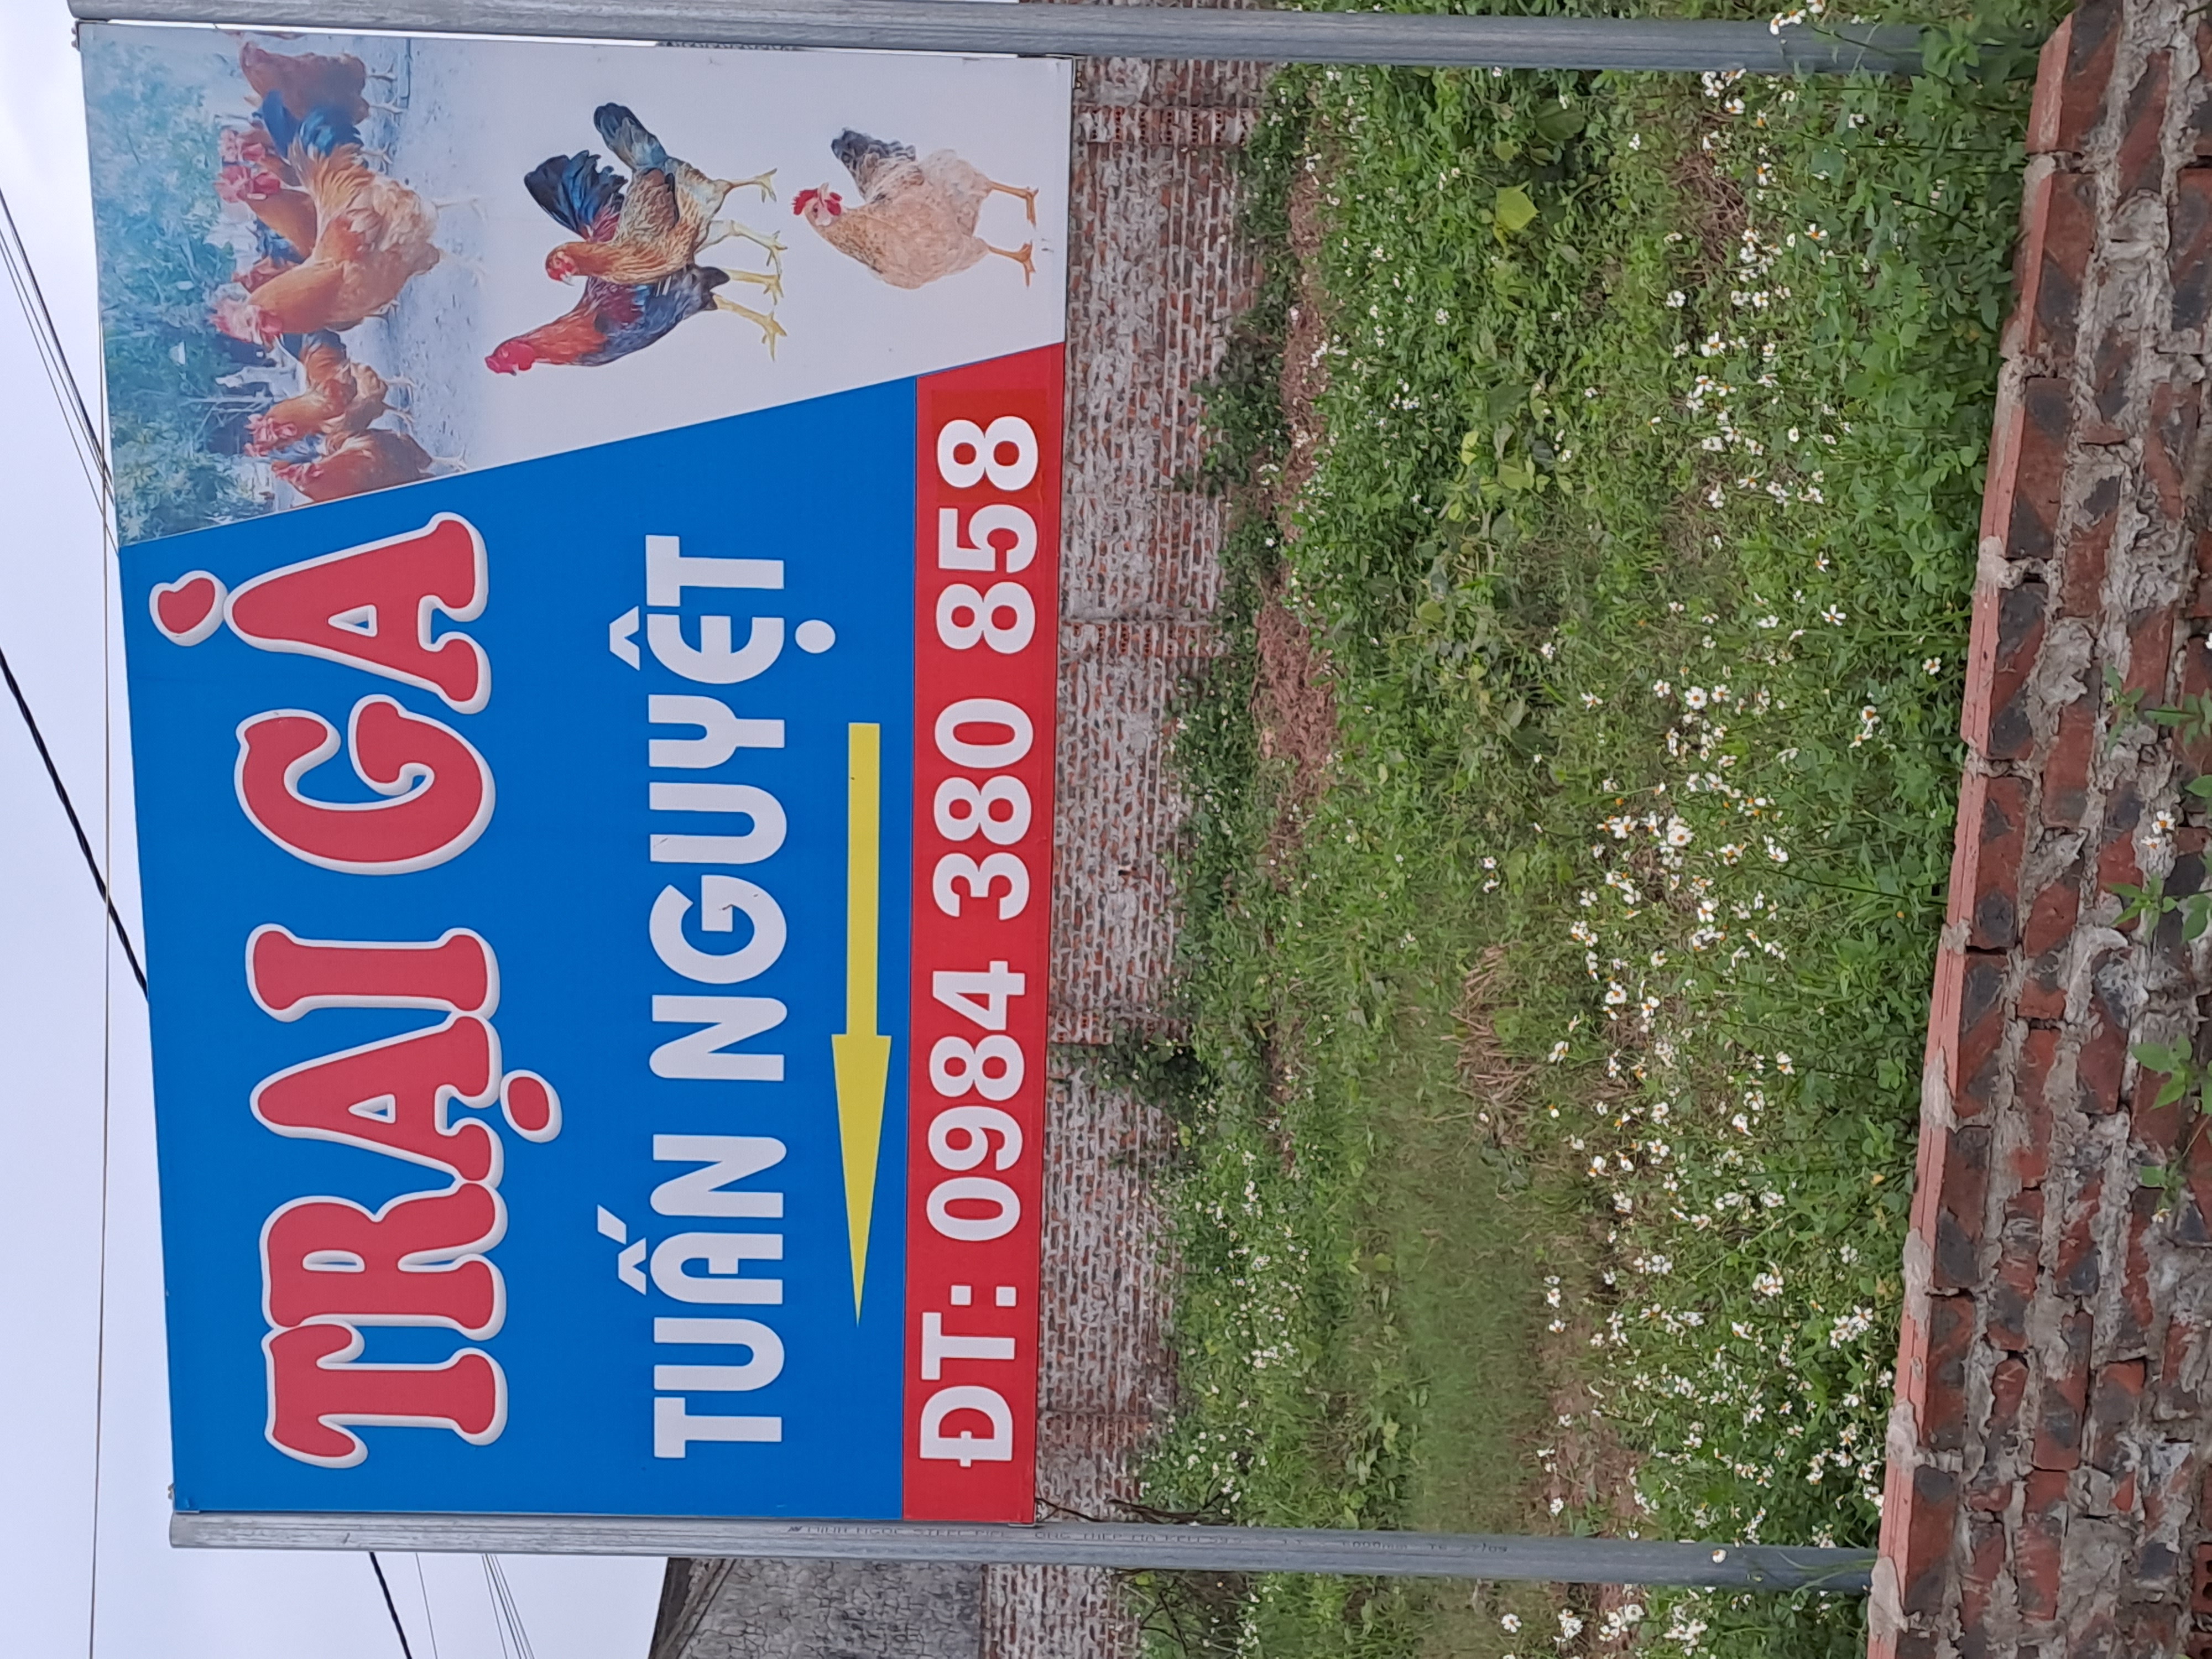 TRẠI GÀ
TUẤN NGUYỆT
ĐT: 0984 380 858